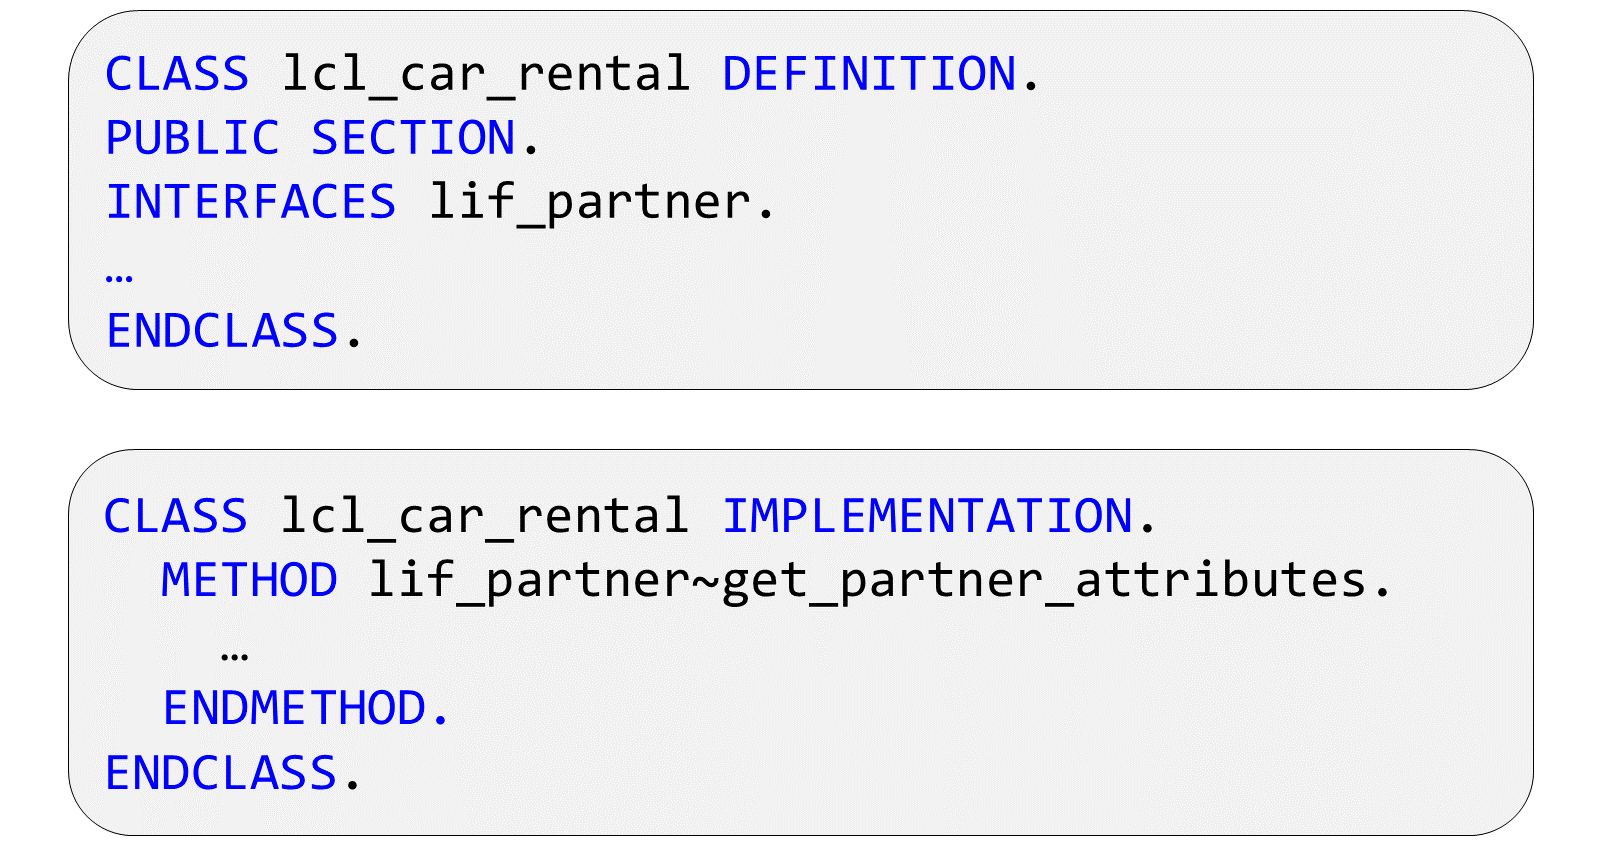 CLASS lcl_car_rental DEFINITION.
PUBLIC SECTION.
INTERFACES lif_partner.
…
ENDCLASS.
CLASS lcl_car_rental IMPLEMENTATION.
METHOD lif_partner~get_partner_attributes.
…
ENDMETHOD.
ENDCLASS.